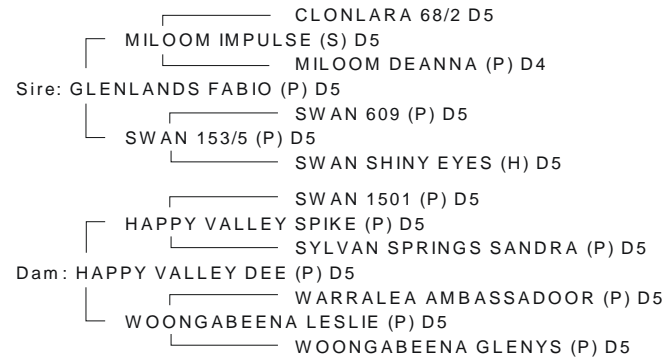 CLONLARA 68/2 D5
MILOOM IMPULSE (S) D5
MILOOM DEANNA (P) D4
Sire: GLENLANDS FABIO (P) D5
SWAN 609 (P) D5
SWAN 153/5 (P) D5
SWAN SHINY EYES (H) D5
SWAN 1501 (P) D5
HAPPY VALLEY SPIKE (P) D5
SYLVAN SPRINGS SANDRA (P) D5
Dam: HAPPY VALLEY DEE (P) D5
WARRALEA AMBASSADOOR (P) D5
WOONGABEENA LESLIE (P) D5
WOONGABEENA GLENYS (P) D5